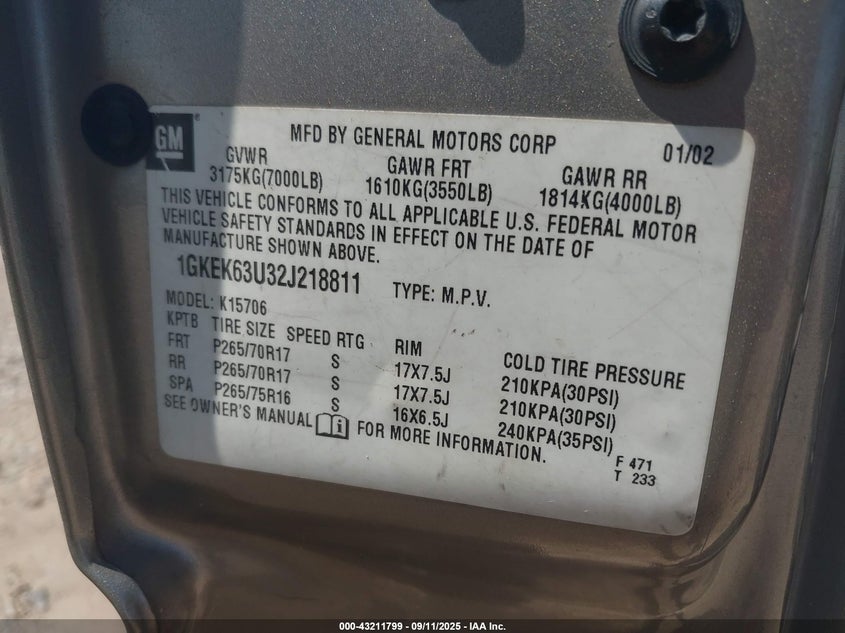 GM ®
MFD BY GENERAL MOTORS CORP 01/02
GVWR GAWR FRT GAWR RR
3175KG(7000LB) 1610KG(3550LB) 1814KG(4000LB)
THIS VEHICLE CONFORMS TO ALL APPLICABLE U.S. FEDERAL MOTOR
VEHICLE SAFETY STANDARDS IN EFFECT ON THE DATE OF
MANUFACTURE SHOWN ABOVE.
1GKEK63U32J218811 TYPE: M.P.V.
MODEL: K15706
KPTB TIRE SIZE SPEED RTG RIM COLD TIRE PRESSURE
FRT P265/70R17 S 17X7.5J 210KPA(30PSI)
RR P265/70R17 S 17X7.5J 210KPA(30PSI)
SPA P265/75R16 S 16X6.5J 240KPA(35PSI)
SEE OWNER'S MANUAL FOR MORE INFORMATION.
F 471
T 233
000-43211799 - 09/11/2025 - IAA Inc.